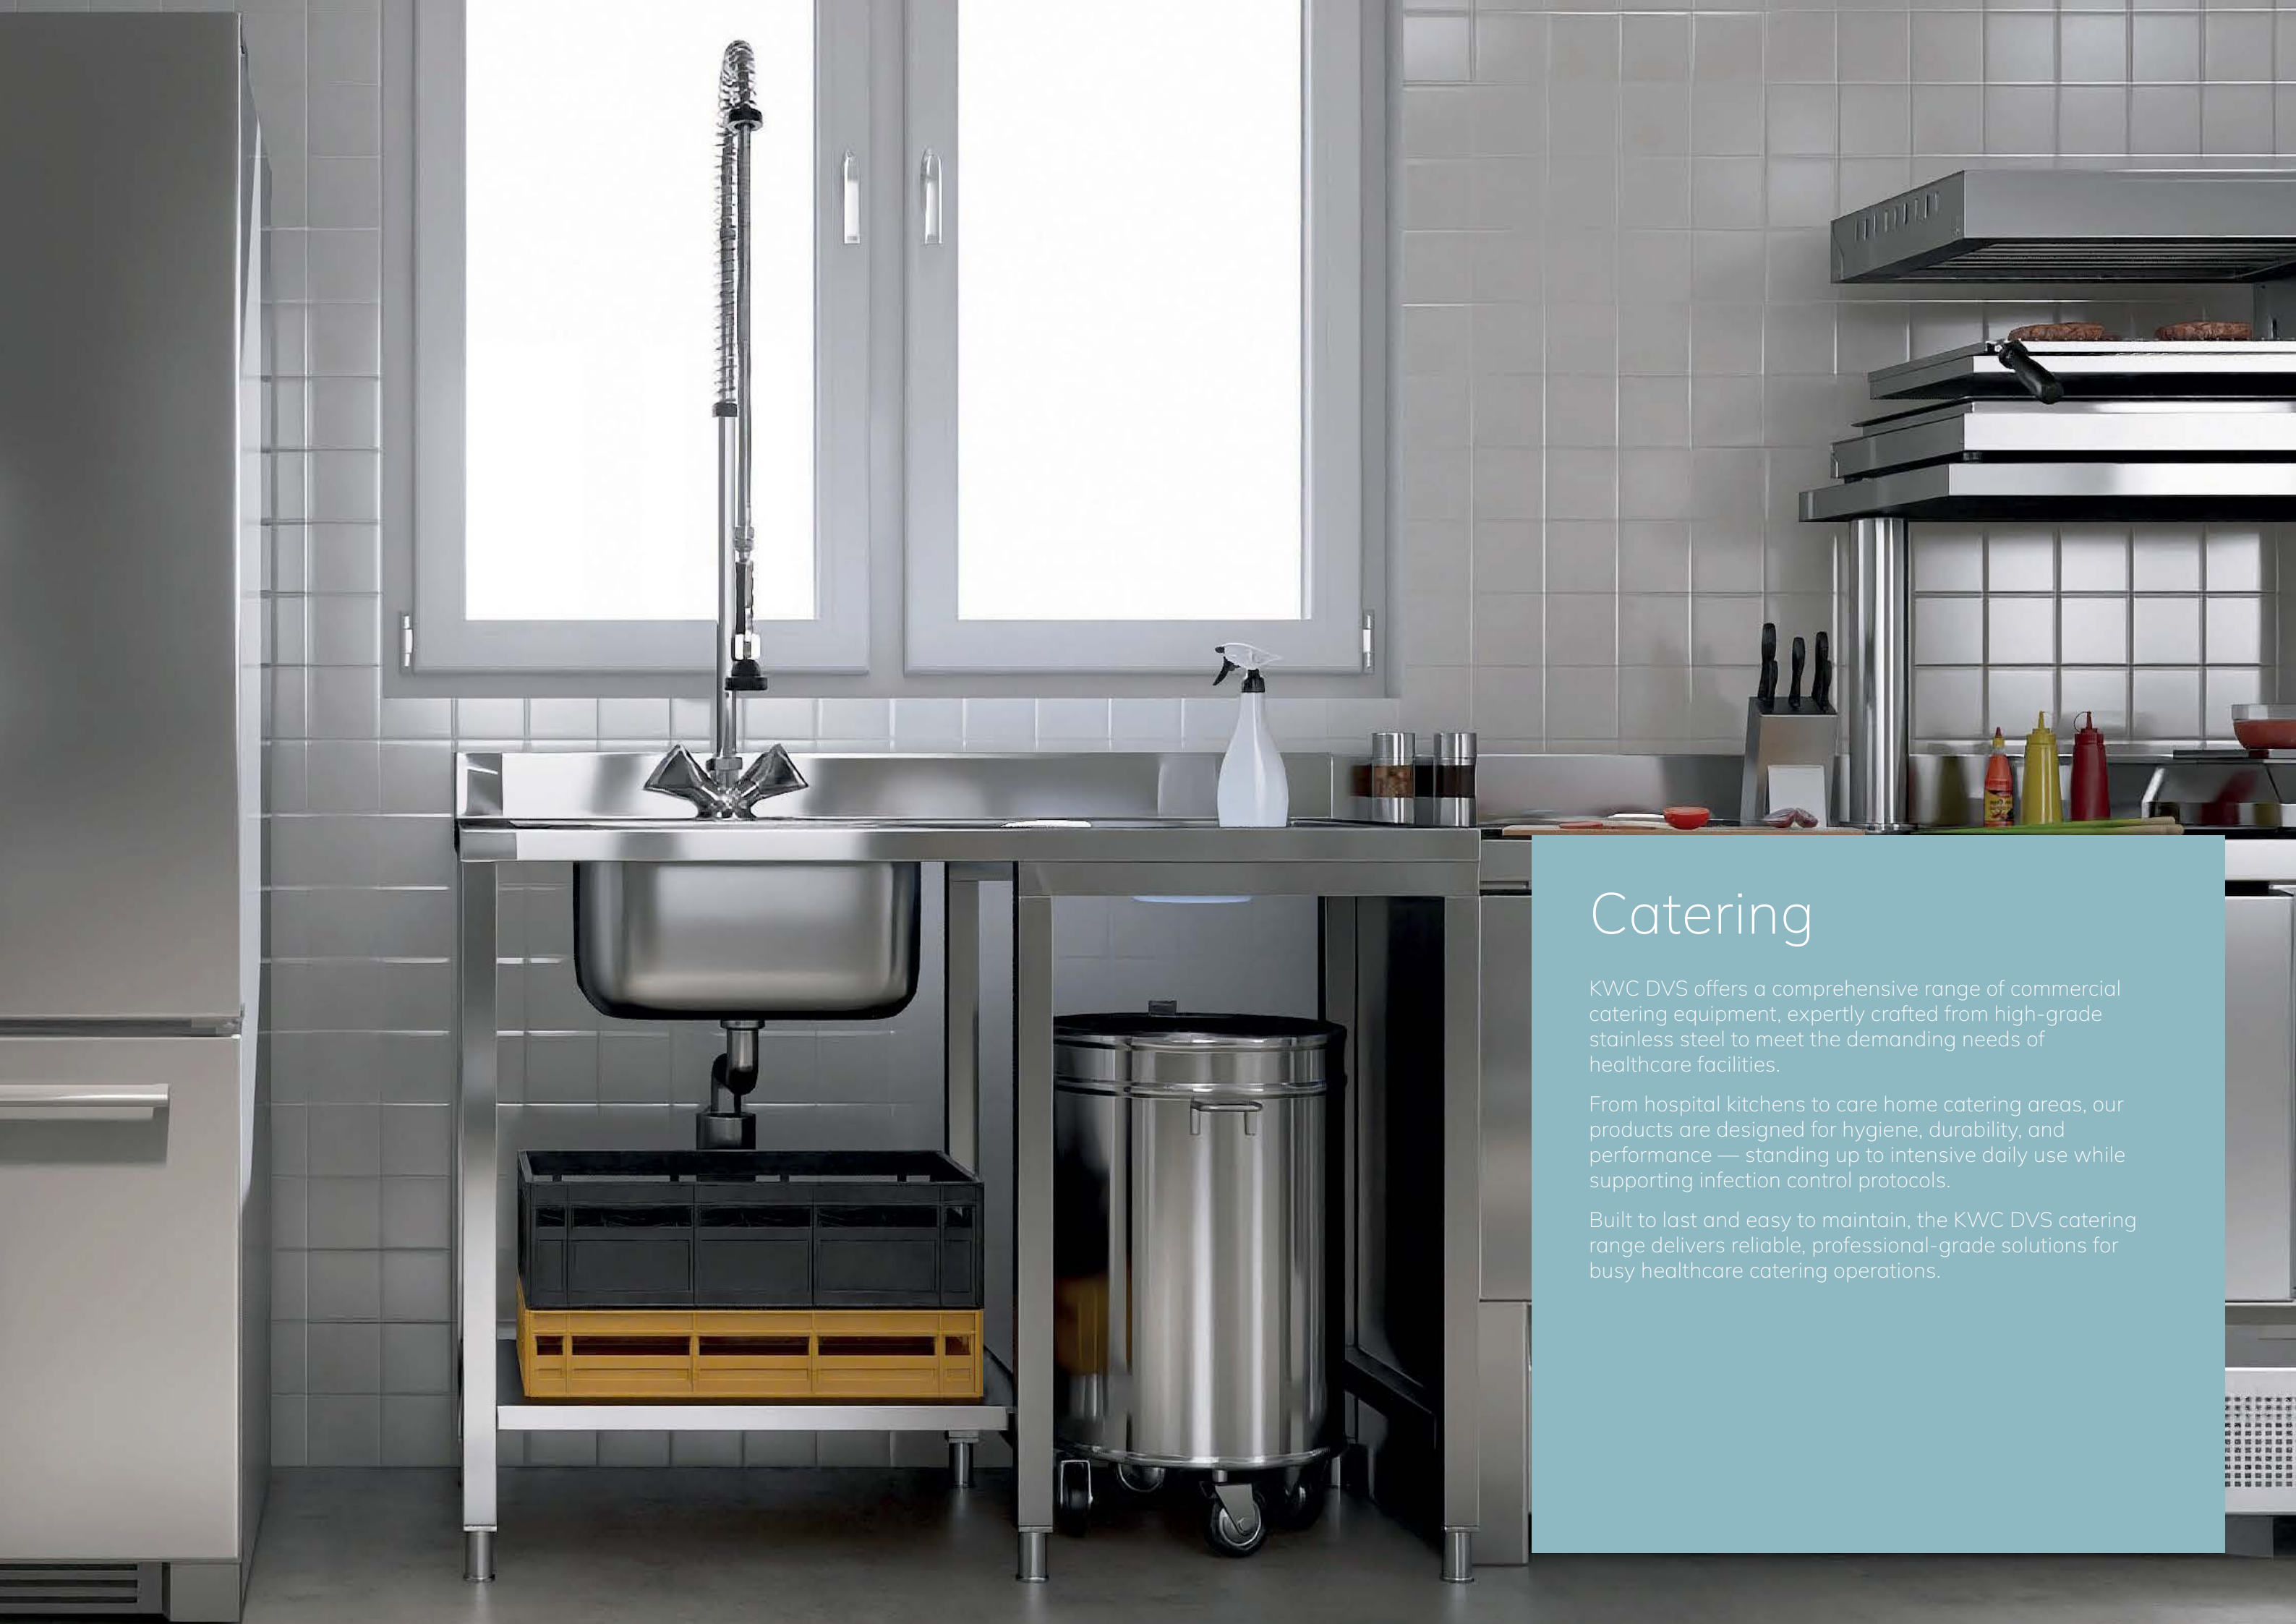 Catering
KWC DVS offers a comprehensive range of commercial
catering equipment, expertly crafted from high-grade
stainless steel to meet the demanding needs of
healthcare facilities.
From hospital kitchens to care home catering areas, our
products are designed for hygiene, durability, and
performance — standing up to intensive daily use while
supporting infection control protocols.
Built to last and easy to maintain, the KWC DVS catering
range delivers reliable, professional-grade solutions for
busy healthcare catering operations.